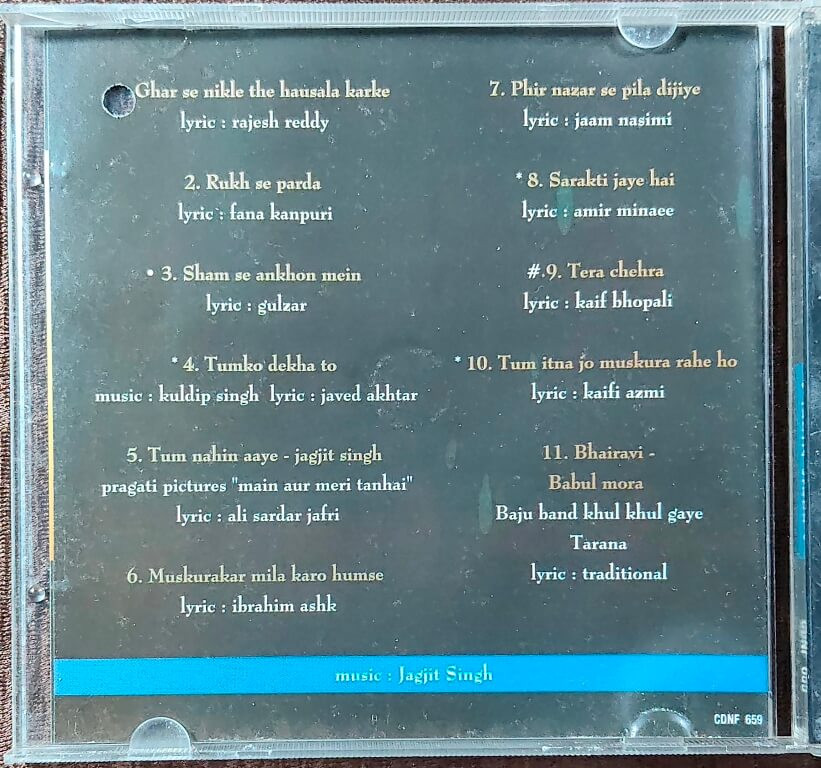 Ghar se nikle the hausala karke
lyric : rajesh reddy
2. Rukh se parda
lyric : fana kanpuri
• 3. Sham se ankhon mein
lyric : gulzar
* 4. Tumko dekha to
music : kuldip singh lyric : javed akhtar
5. Tum nahin aaye - jagjit singh
pragati pictures "main aur meri tanhai"
lyric : ali sardar jafri
6. Muskurakar mila karo humse
lyric : ibrahim ashk
7. Phir nazar se pila dijiye
lyric : jaam nasimi
* 8. Sarakti jaye hai
lyric : amir minaee
#.9. Tera chehra
lyric : kaif bhopali
* 10. Tum itna jo muskura rahe ho
lyric : kaifi azmi
11. Bhairavi -
Babul mora
Baju band khul khul gaye
Tarana
lyric : traditional
music : Jagjit Singh
CDNF 659